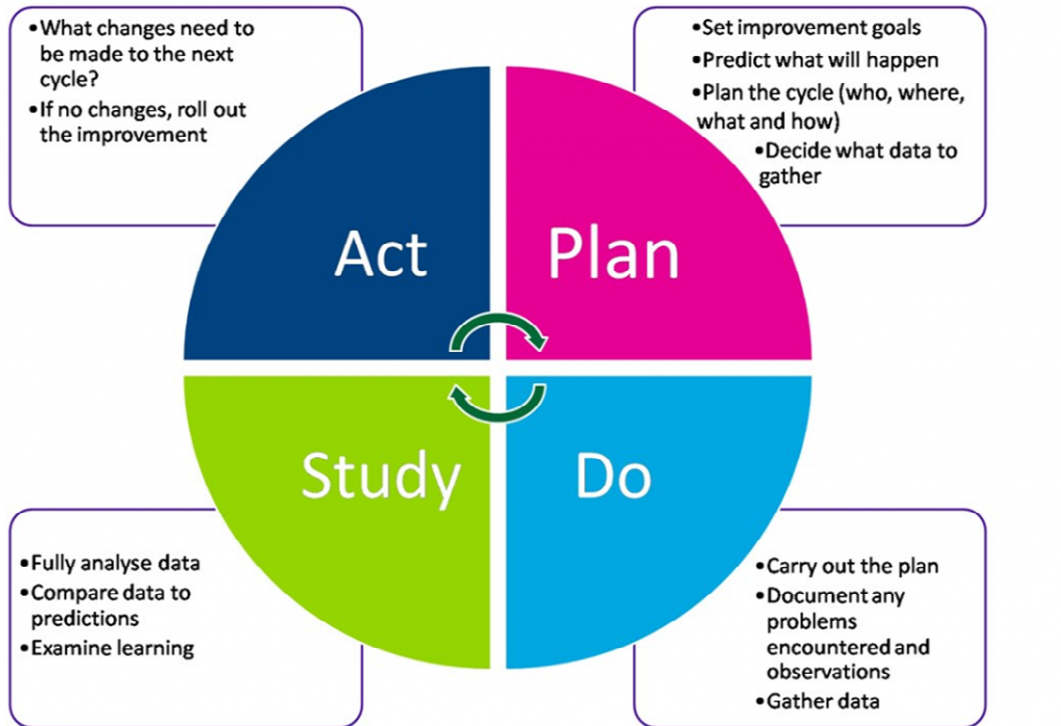 •What changes need to
be made to the next
cycle?
•If no changes, roll out
the improvement
•Set improvement goals
•Predict what will happen
•Plan the cycle (who, where,
what and how)
•Decide what data to
gather
Act
Plan
Study
Do
•Fully analyse data
•Compare data to
predictions
•Examine learning
•Carry out the plan
•Document any
problems
encountered and
observations
•Gather data